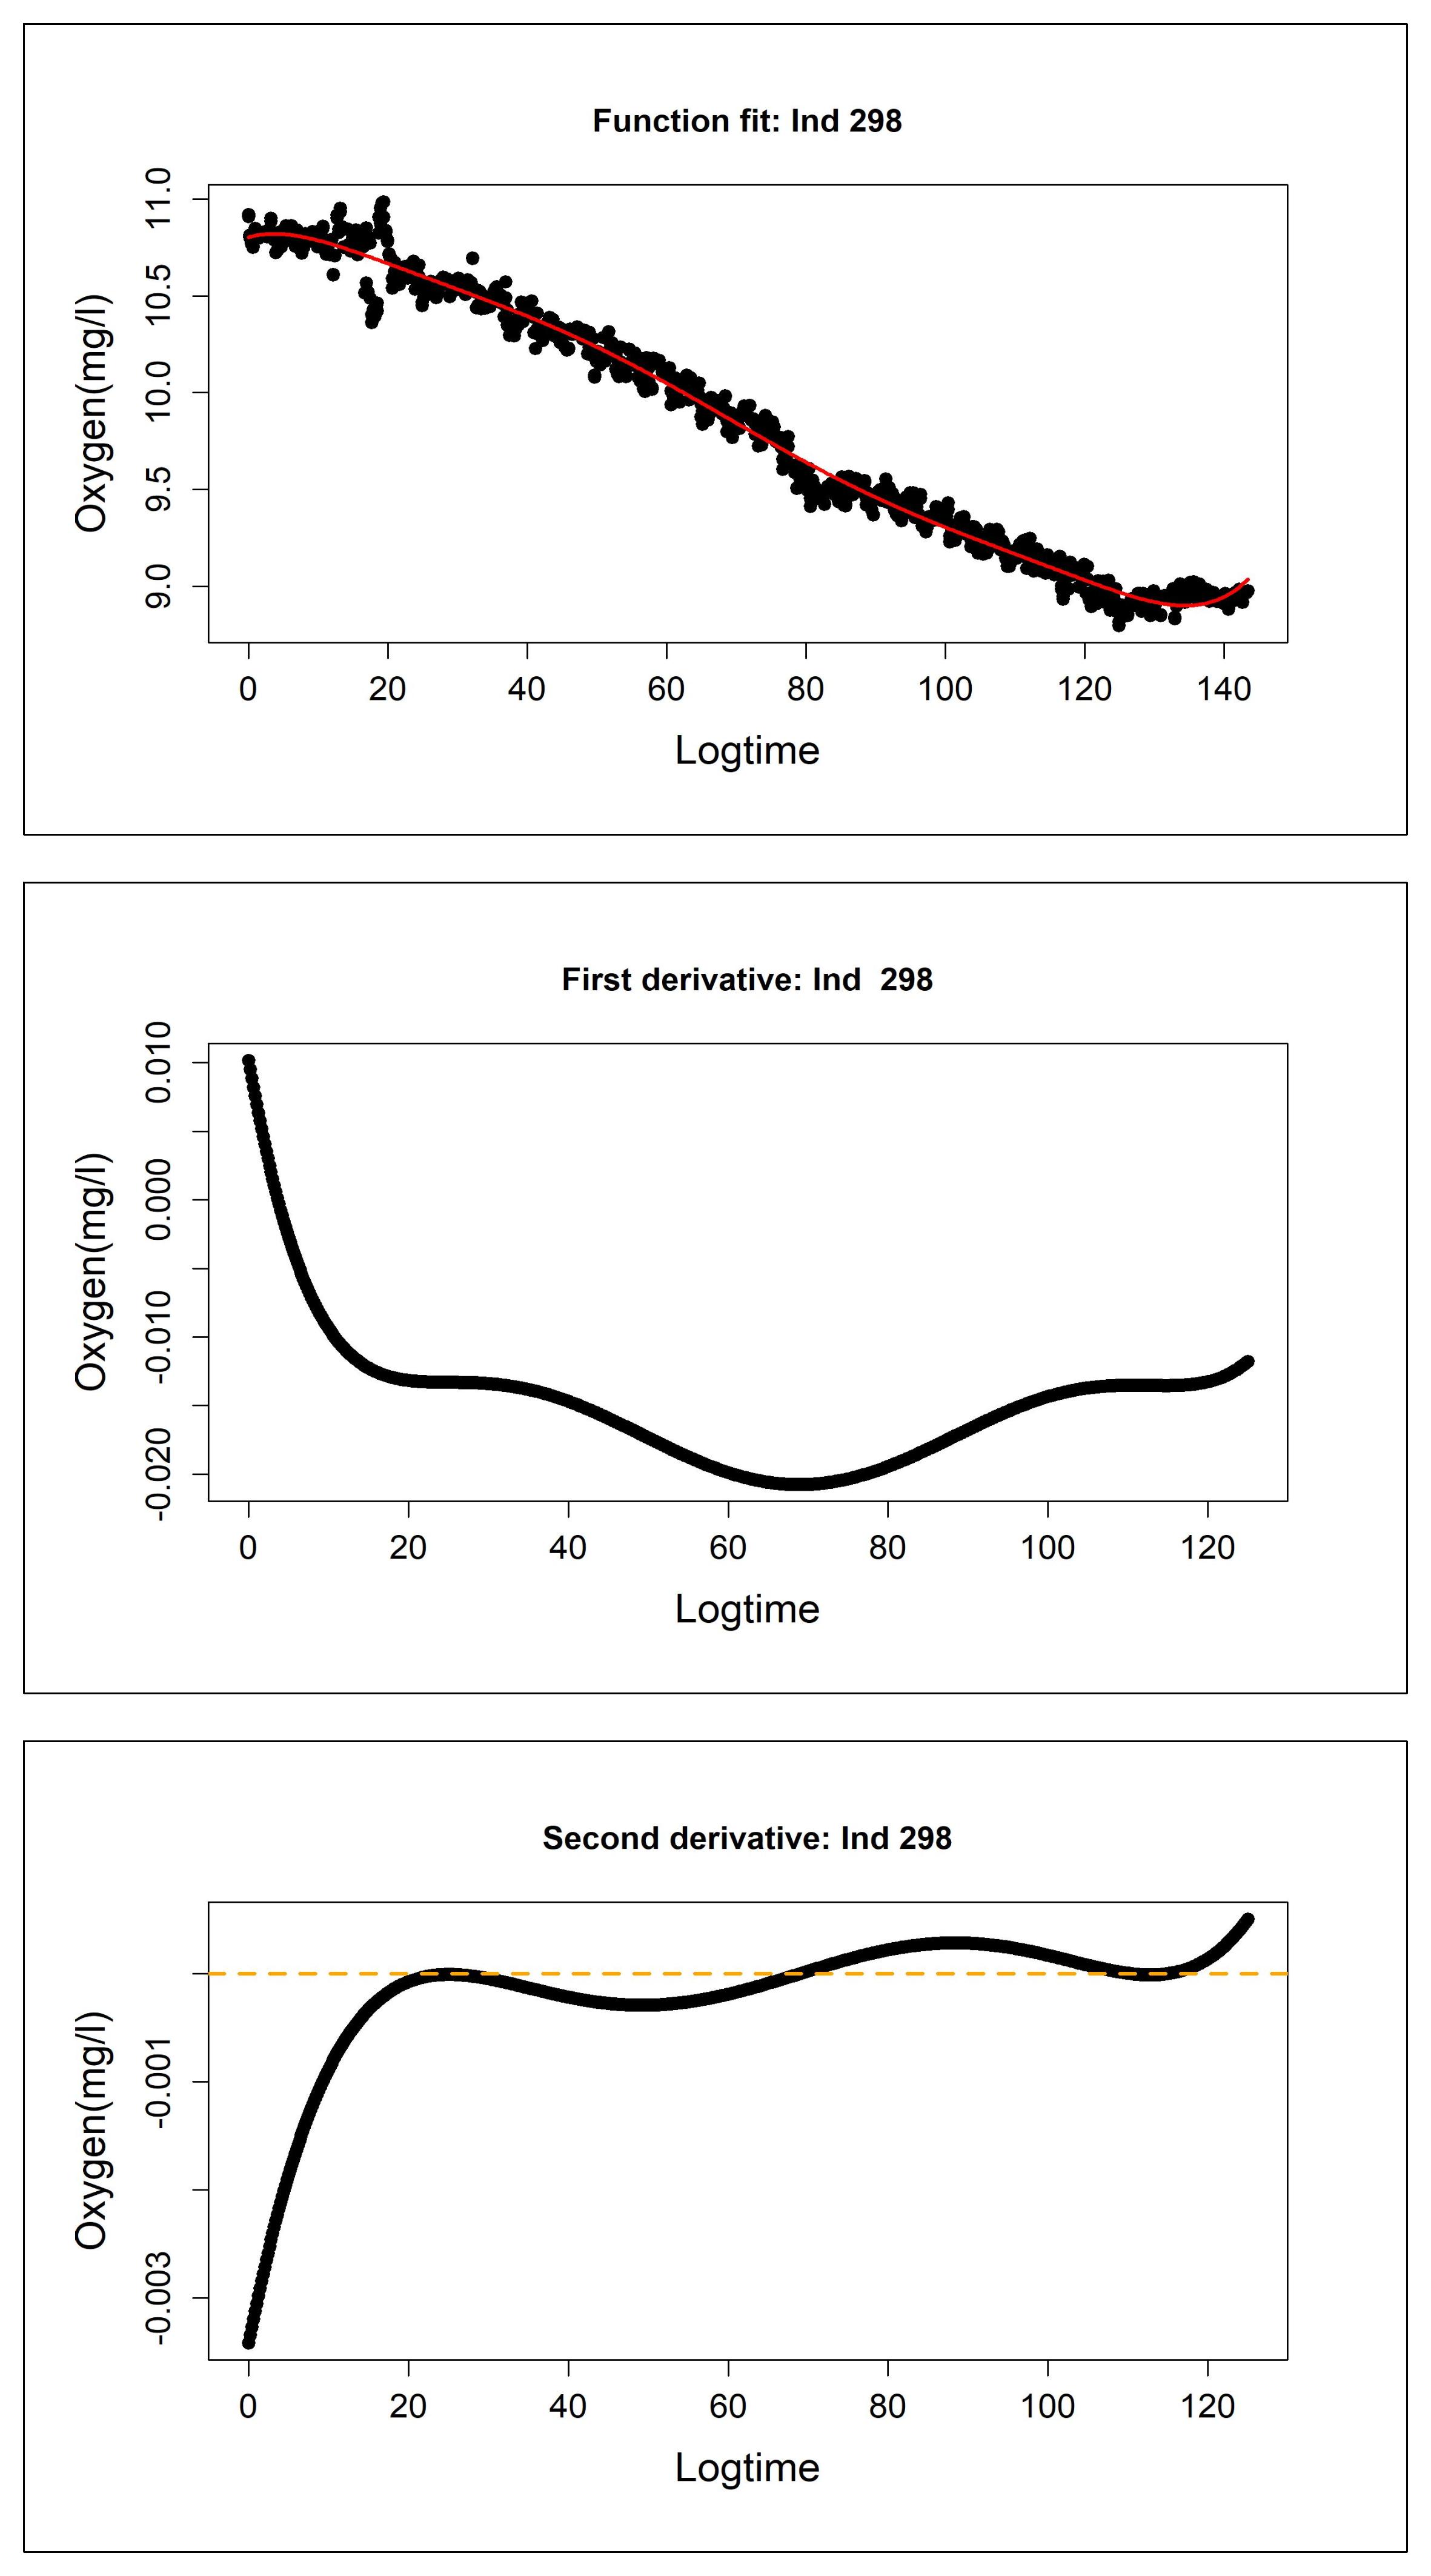 Function fit: Ind 298
Oxygen(mg/l)
11.0
10.5
10.0
9.5
9.0
0 20 40 60 80 100 120 140
Logtime
First derivative: Ind  298
Oxygen(mg/l)
0.010
0.000
-0.010
-0.020
0 20 40 60 80 100 120
Logtime
Second derivative: Ind 298
Oxygen(mg/l)
-0.001
-0.003
0 20 40 60 80 100 120
Logtime